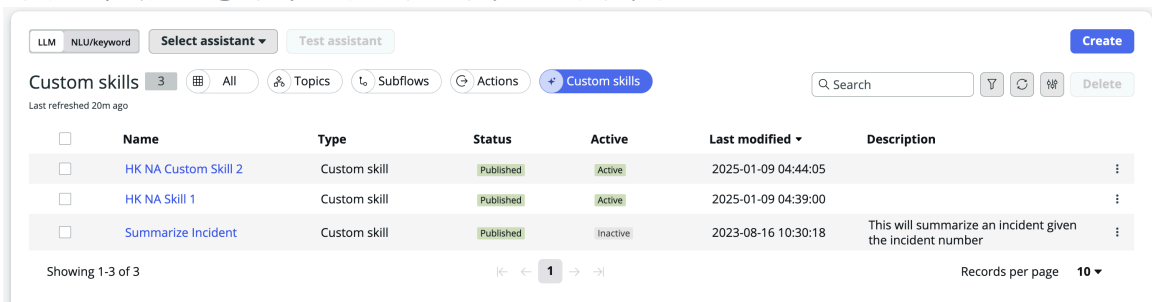 LLM NLU/keyword Select assistant Test assistant Create
Custom skills 3 All Topics Subflows Actions Custom skills Search Delete
Last refreshed 20m ago
Name Type Status Active Last modified Description
HK NA Custom Skill 2 Custom skill Published Active 2025-01-09 04:44:05
HK NA Skill 1 Custom skill Published Active 2025-01-09 04:39:00
Summarize Incident Custom skill Published Inactive 2023-08-16 10:30:18 This will summarize an incident given
the incident number
Showing 1-3 of 3 1 Records per page 10